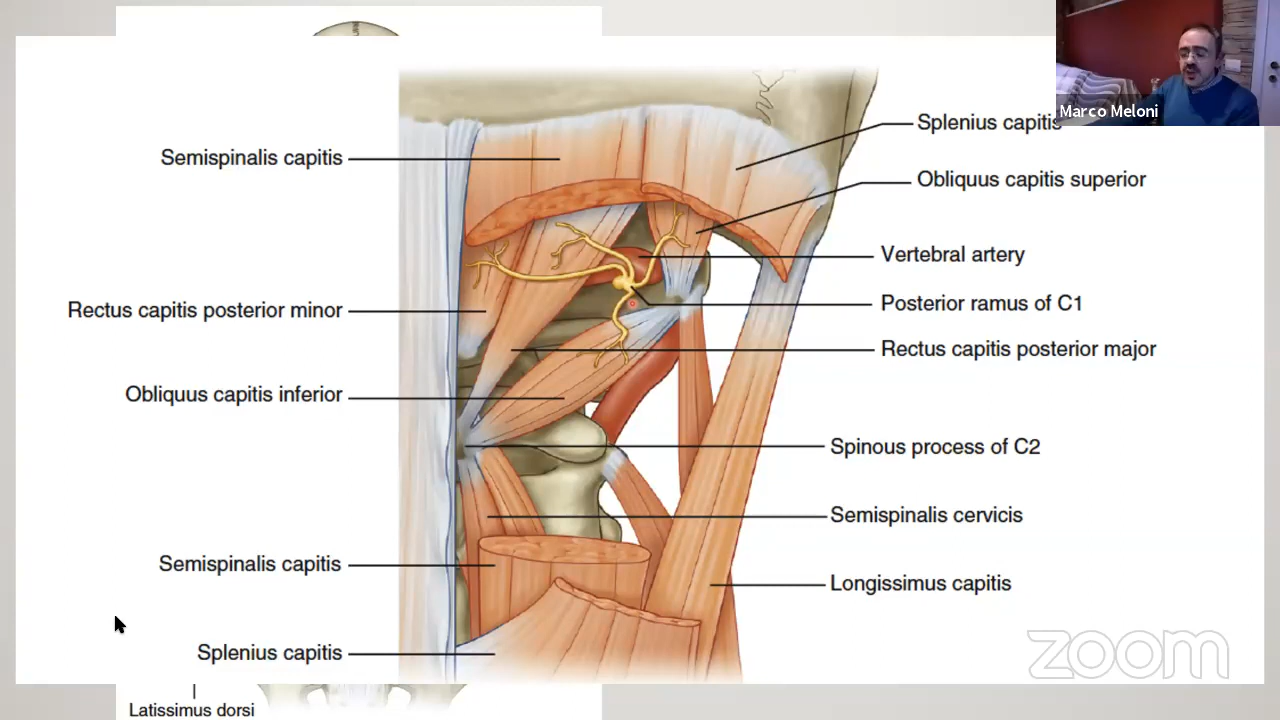 Marco Meloni
Splenius capitis
Semispinalis capitis
Obliquus capitis superior
Vertebral artery
Posterior ramus of C1
Rectus capitis posterior minor
Rectus capitis posterior major
Obliquus capitis inferior
Spinous process of C2
Semispinalis cervicis
Semispinalis capitis
Longissimus capitis
Splenius capitis
zoom
Latissimus dorsi